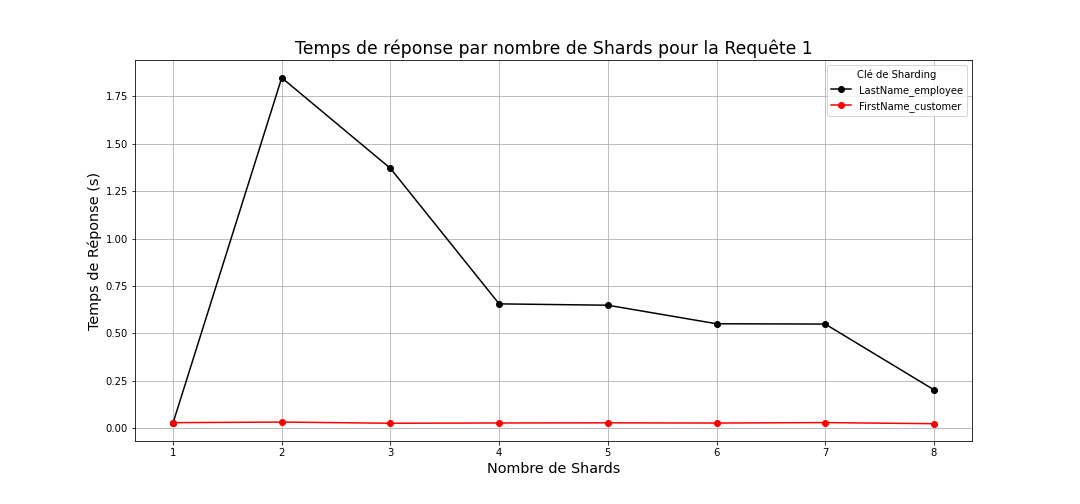 Temps de réponse par nombre de Shards pour la Requête 1
Clé de Sharding
LastName_employee
FirstName_customer
Temps de Réponse (s)
1.75
1.50
1.25
1.00
0.75
0.50
0.25
0.00
1 2 3 4 5 6 7 8
Nombre de Shards